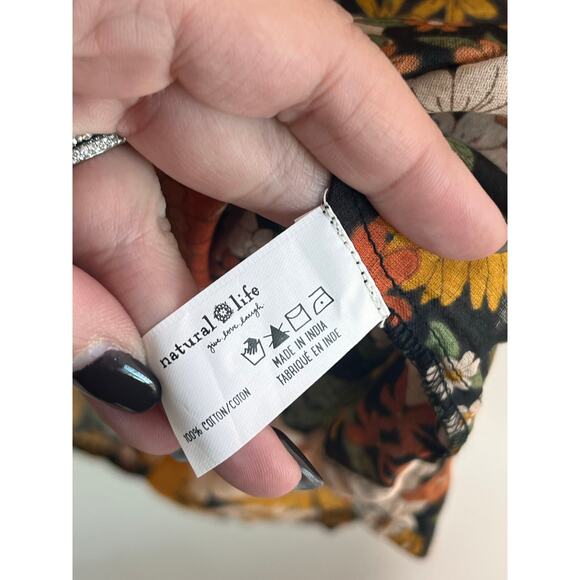 natural life
give love laugh
MADE IN INDIA
FABRIQUÉ EN INDE
100% COTTON/COTON